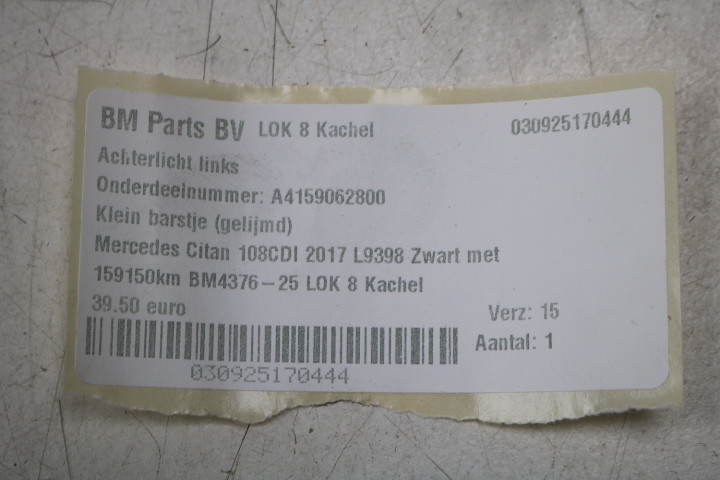 BM Parts BV LOK 8 Kachel 030925170444
Achterlicht links
Onderdeelnummer: A4159062800
Klein barstje (gelijmd)
Mercedes Citan 108CDI 2017 L9398 Zwart met
159150km BM4376-25 LOK 8 Kachel
39.50 euro Verz: 15
Aantal: 1
030925170444